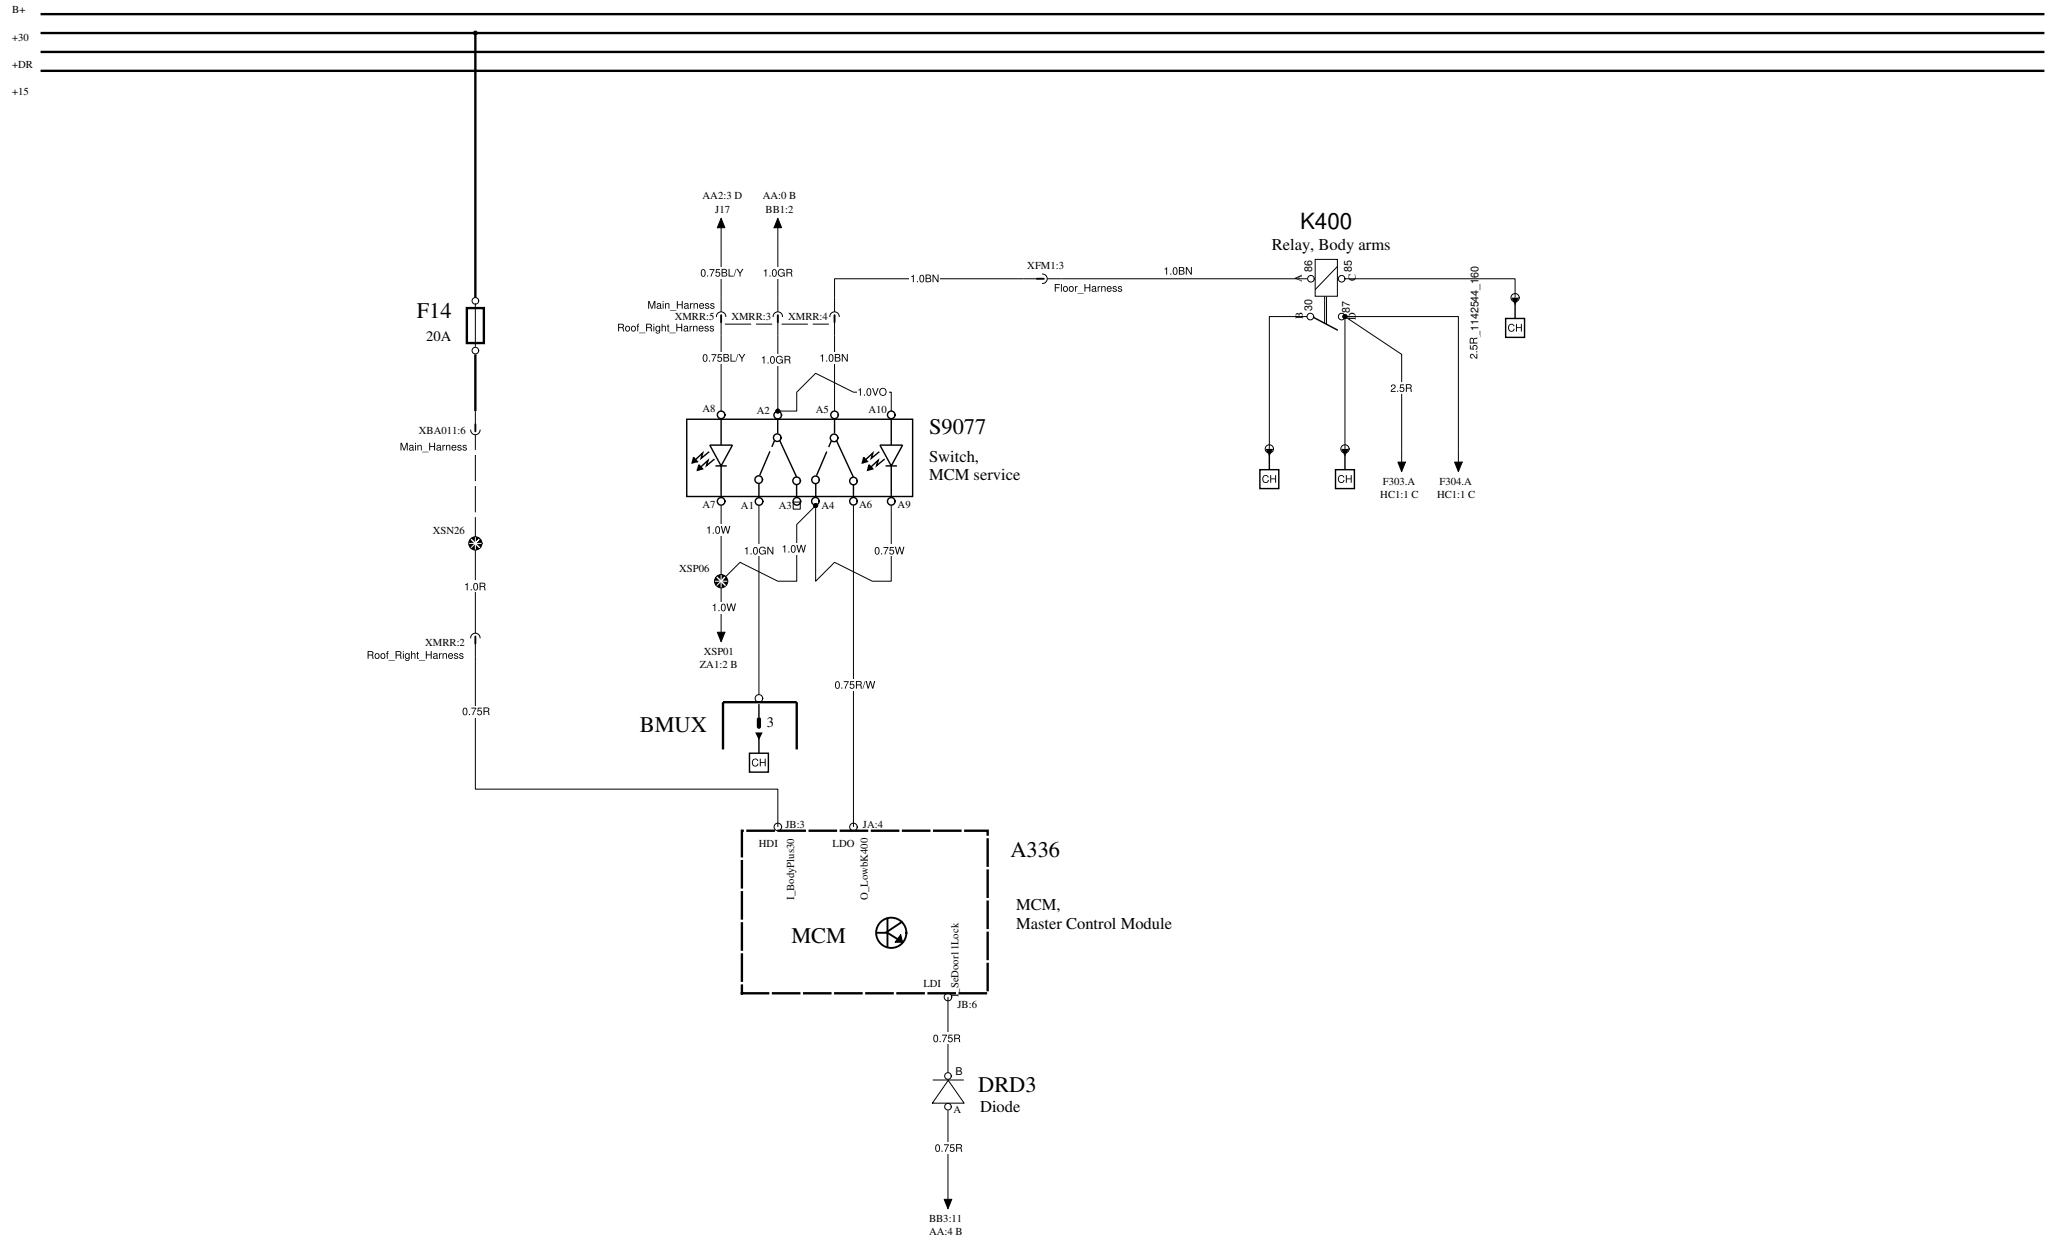 B+
+30
+DR
+15
AA2:3 D
J17
AA:0 B
BB1:2
K400
Relay, Body arms
0.75BL/Y
1.0GR
1.0BN
XFM1:3
Floor_Harness
1.0BN
86
A
85
C
30
B
87
D
2.5R_1142544_160
CH
F14
20A
Main_Harness
XMRR:5
XMRR:3
XMRR:4
Roof_Right_Harness
0.75BL/Y
1.0GR
1.0BN
1.0VO
2.5R
A8
A2
A5
A10
S9077
Switch,
MCM service
XBA011:6
Main_Harness
CH
CH
F303.A
HC1:1 C
F304.A
HC1:1 C
A7
A1
A3
A4
A6
A9
1.0W
1.0GN
1.0W
0.75W
XSN26
XSP06
1.0R
1.0W
XMRR:2
Roof_Right_Harness
XSP01
ZA1:2 B
0.75R/W
0.75R
BMUX
3
CH
JB:3
JA:4
HDI
I_BodyPlus30
LDO
O_LowbK400
A336
MCM,
Master Control Module
MCM
LDI
I_SeDoor11Lock
JB:6
0.75R
B
DRD3
A
Diode
0.75R
BB3:11
AA:4 B